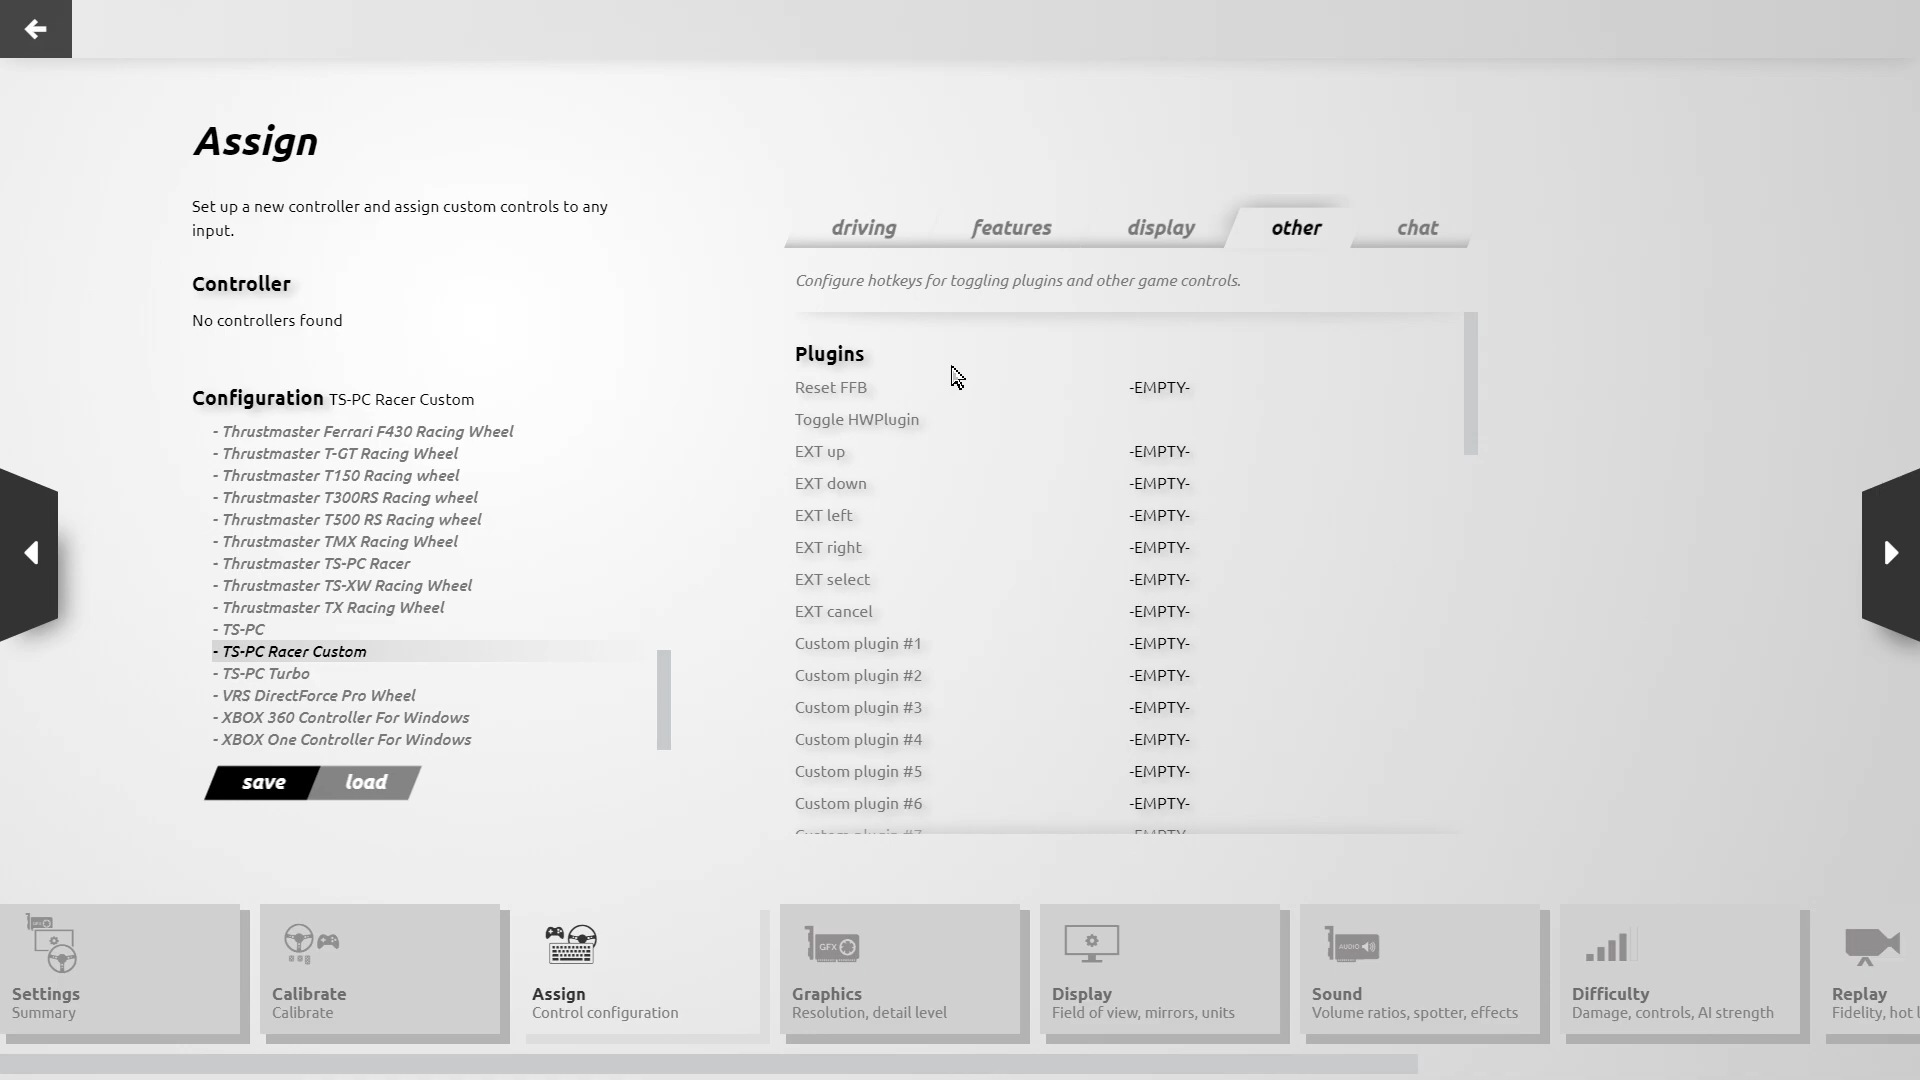 Assign
Set up a new controller and assign custom controls to any
input.
Controller
No controllers found
Configuration TS-PC Racer Custom
- Thrustmaster Ferrari F430 Racing Wheel
- Thrustmaster T-GT Racing Wheel
- Thrustmaster T150 Racing wheel
- Thrustmaster T300RS Racing wheel
- Thrustmaster T500 RS Racing wheel
- Thrustmaster TMX Racing Wheel
- Thrustmaster TS-PC Racer
- Thrustmaster TS-XW Racing Wheel
- Thrustmaster TX Racing Wheel
- TS-PC
- TS-PC Racer Custom
- TS-PC Turbo
- VRS DirectForce Pro Wheel
- XBOX 360 Controller For Windows
- XBOX One Controller For Windows
save load
driving features display other chat
Configure hotkeys for toggling plugins and other game controls.
Plugins
Reset FFB -EMPTY-
Toggle HWPlugin
EXT up -EMPTY-
EXT down -EMPTY-
EXT left -EMPTY-
EXT right -EMPTY-
EXT select -EMPTY-
EXT cancel -EMPTY-
Custom plugin #1 -EMPTY-
Custom plugin #2 -EMPTY-
Custom plugin #3 -EMPTY-
Custom plugin #4 -EMPTY-
Custom plugin #5 -EMPTY-
Custom plugin #6 -EMPTY-
Custom plugin #7 -EMPTY-
Settings
Summary
Calibrate
Calibrate
Assign
Control configuration
GFX
Graphics
Resolution, detail level
Display
Field of view, mirrors, units
AUDIO
Sound
Volume ratios, spotter, effects
Difficulty
Damage, controls, AI strength
Replay
Fidelity, hot l